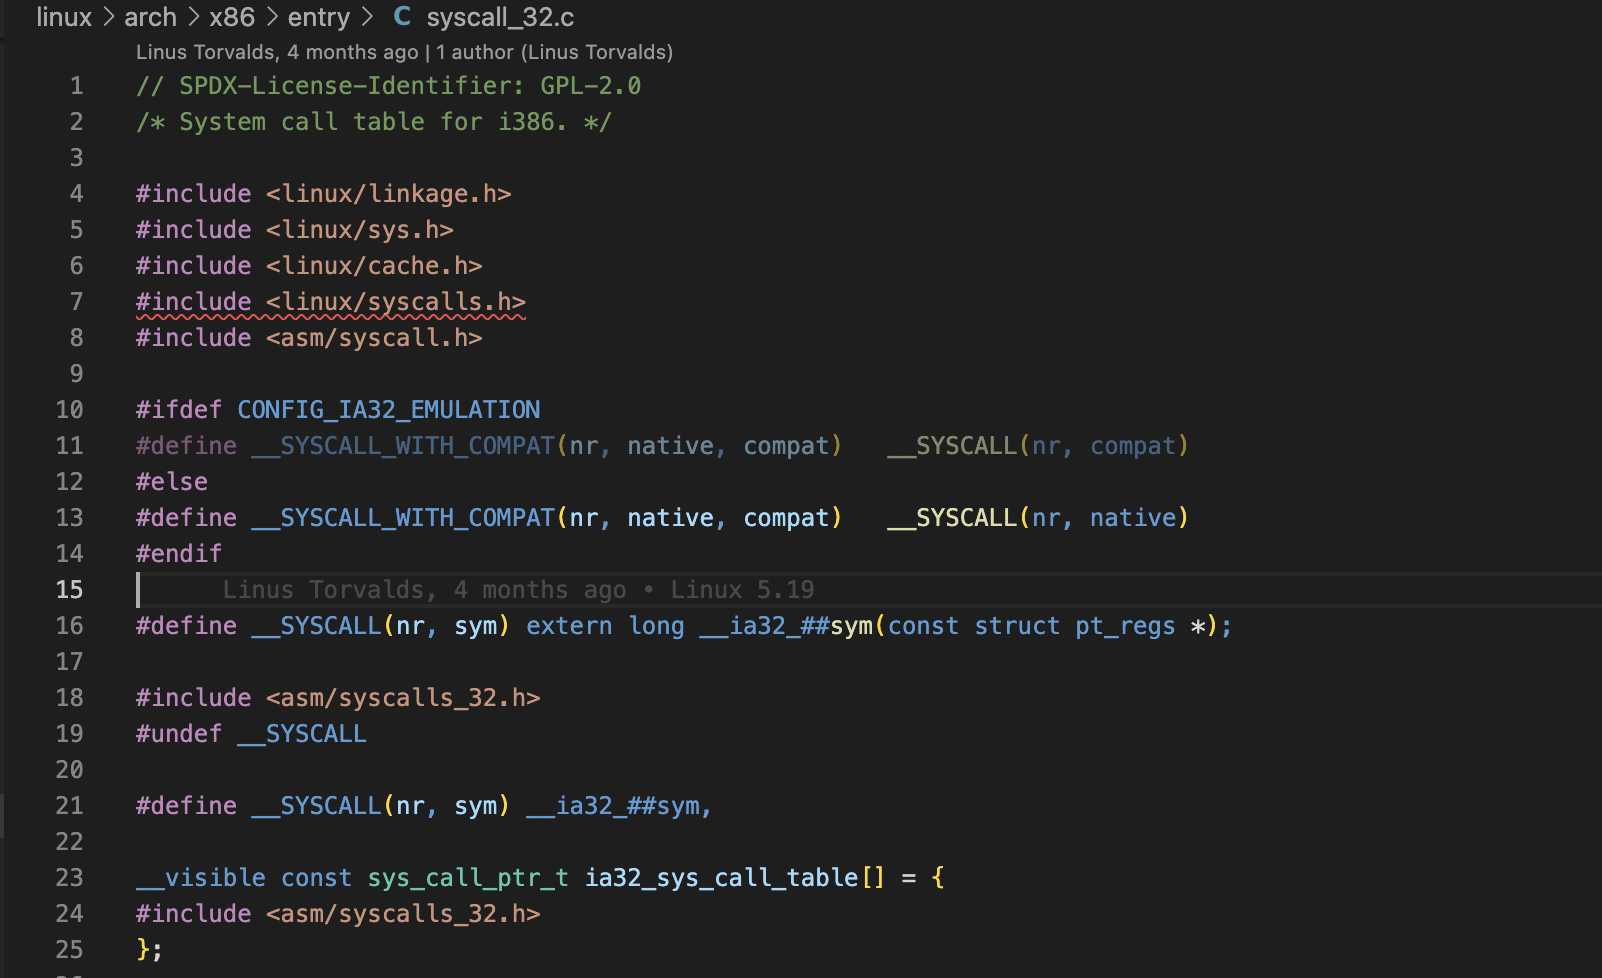 linux > arch > x86 > entry > C syscall_32.c
Linus Torvalds, 4 months ago | 1 author (Linus Torvalds)
1 // SPDX-License-Identifier: GPL-2.0
2 /* System call table for i386. */
3
4 #include <linux/linkage.h>
5 #include <linux/sys.h>
6 #include <linux/cache.h>
7 #include <linux/syscalls.h>
8 #include <asm/syscall.h>
9
10 #ifdef CONFIG_IA32_EMULATION
11 #define __SYSCALL_WITH_COMPAT(nr, native, compat)   __SYSCALL(nr, compat)
12 #else
13 #define __SYSCALL_WITH_COMPAT(nr, native, compat)   __SYSCALL(nr, native)
14 #endif
15 Linus Torvalds, 4 months ago • Linux 5.19
16 #define __SYSCALL(nr, sym) extern long __ia32_##sym(const struct pt_regs *);
17
18 #include <asm/syscalls_32.h>
19 #undef __SYSCALL
20
21 #define __SYSCALL(nr, sym) __ia32_##sym,
22
23 __visible const sys_call_ptr_t ia32_sys_call_table[] = {
24 #include <asm/syscalls_32.h>
25 };